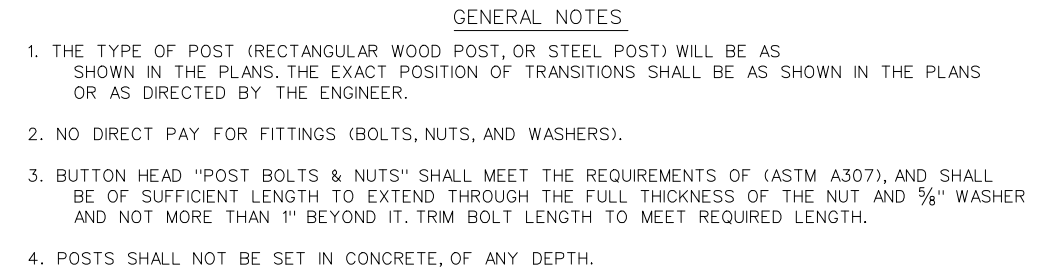 GENERAL NOTES
1. THE TYPE OF POST (RECTANGULAR WOOD POST, OR STEEL POST) WILL BE AS
SHOWN IN THE PLANS. THE EXACT POSITION OF TRANSITIONS SHALL BE AS SHOWN IN THE PLANS
OR AS DIRECTED BY THE ENGINEER.
2. NO DIRECT PAY FOR FITTINGS (BOLTS, NUTS, AND WASHERS).
3. BUTTON HEAD "POST BOLTS & NUTS" SHALL MEET THE REQUIREMENTS OF (ASTM A307), AND SHALL
BE OF SUFFICIENT LENGTH TO EXTEND THROUGH THE FULL THICKNESS OF THE NUT AND 5/8" WASHER
AND NOT MORE THAN 1" BEYOND IT. TRIM BOLT LENGTH TO MEET REQUIRED LENGTH.
4. POSTS SHALL NOT BE SET IN CONCRETE, OF ANY DEPTH.